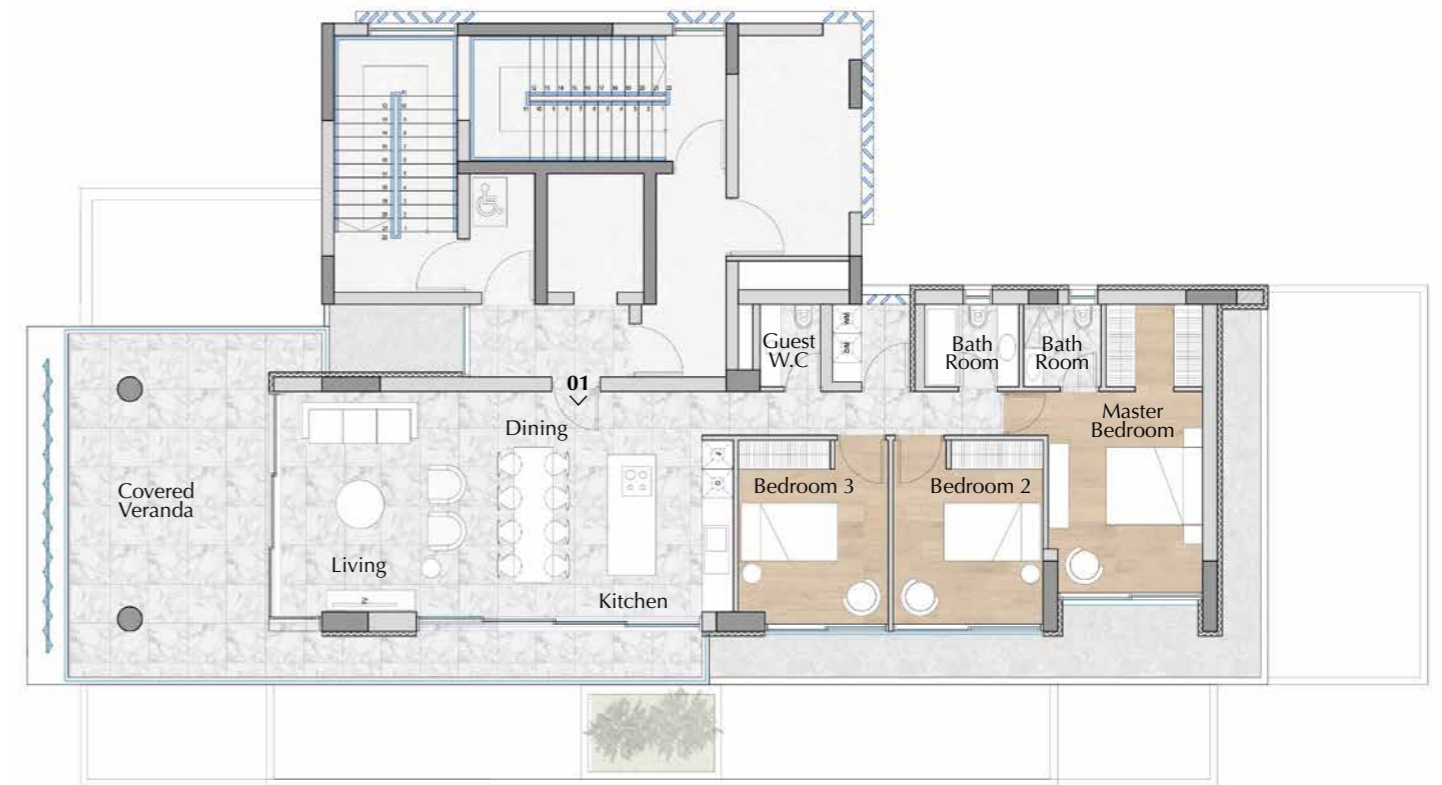 01
Guest
W.C
Bath
Room
Bath
Room
Master
Bedroom
Dining
Covered
Veranda
Bedroom 3
Bedroom 2
Living
Kitchen